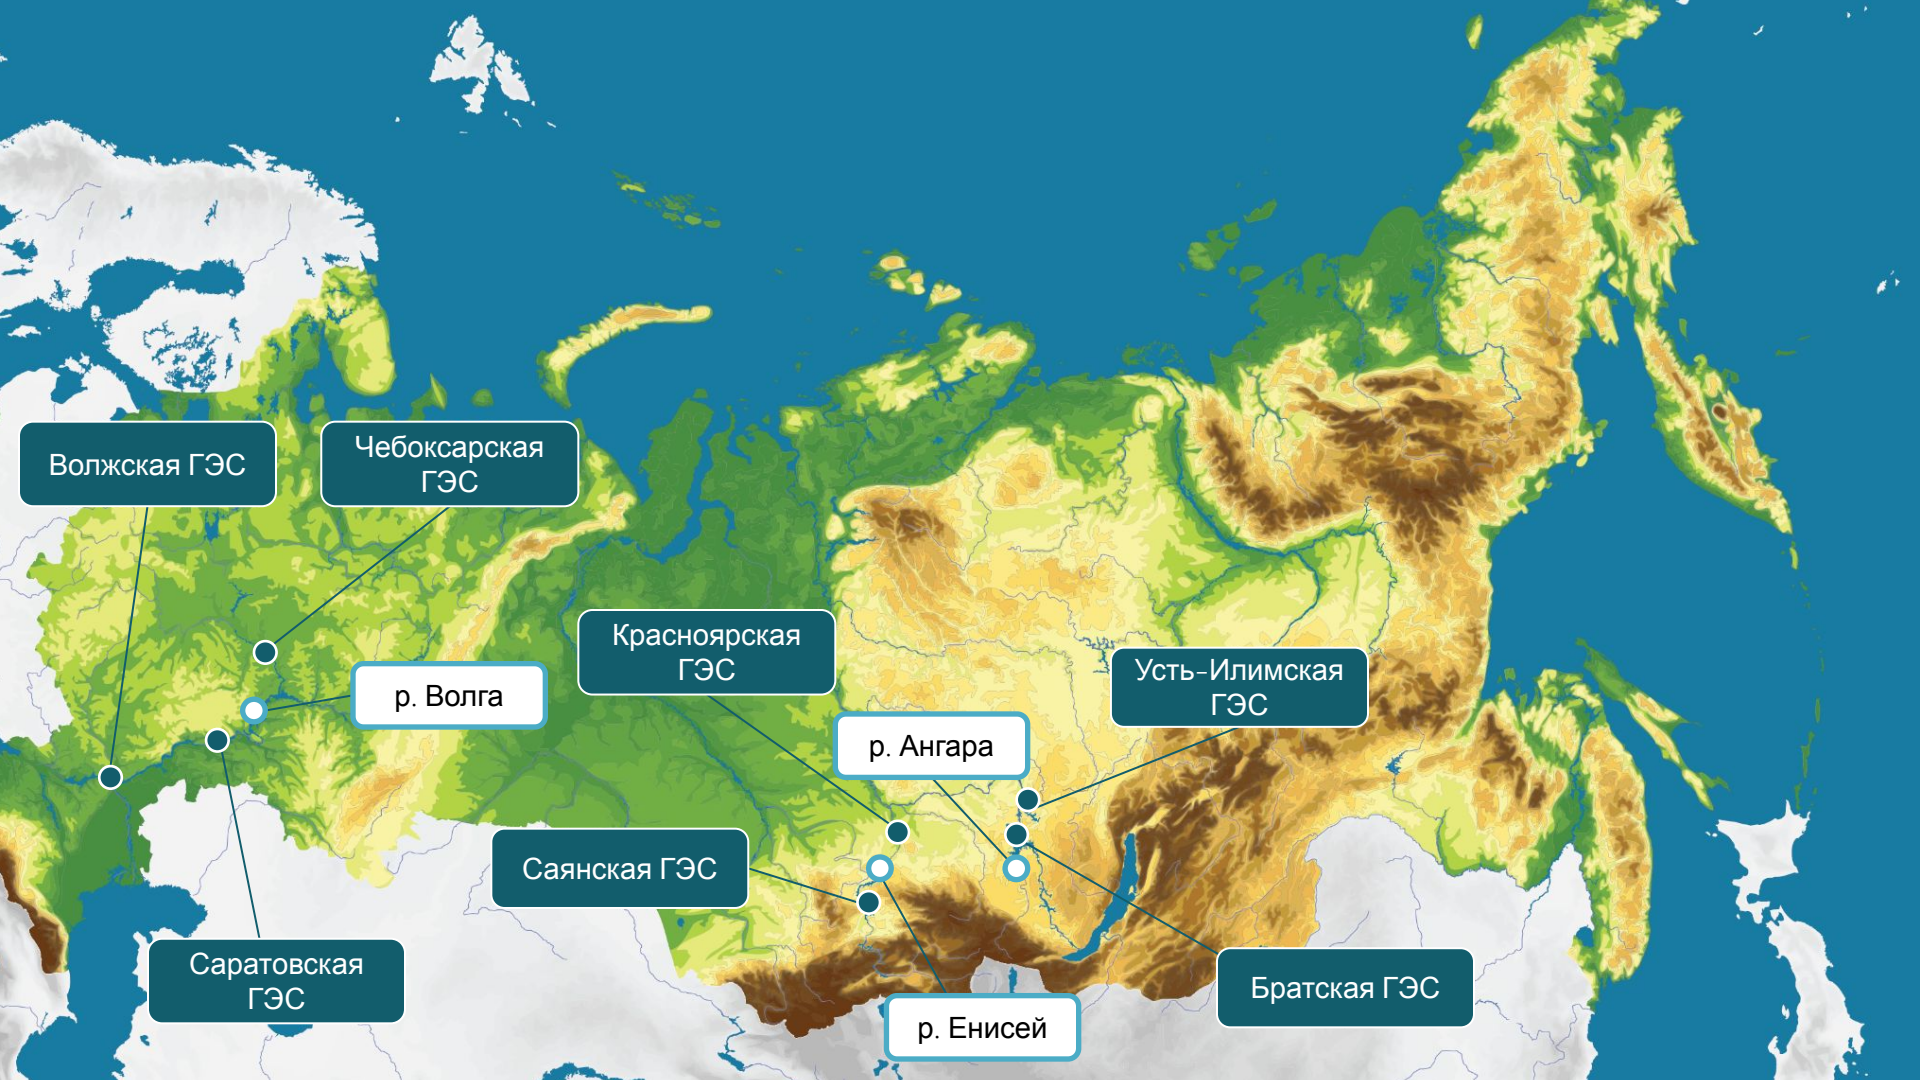 Волжская ГЭС
Чебоксарская
ГЭС
р. Волга
Красноярская
ГЭС
Усть-Илимская
ГЭС
р. Ангара
Саянская ГЭС
Саратовская
ГЭС
Братская ГЭС
р. Енисей